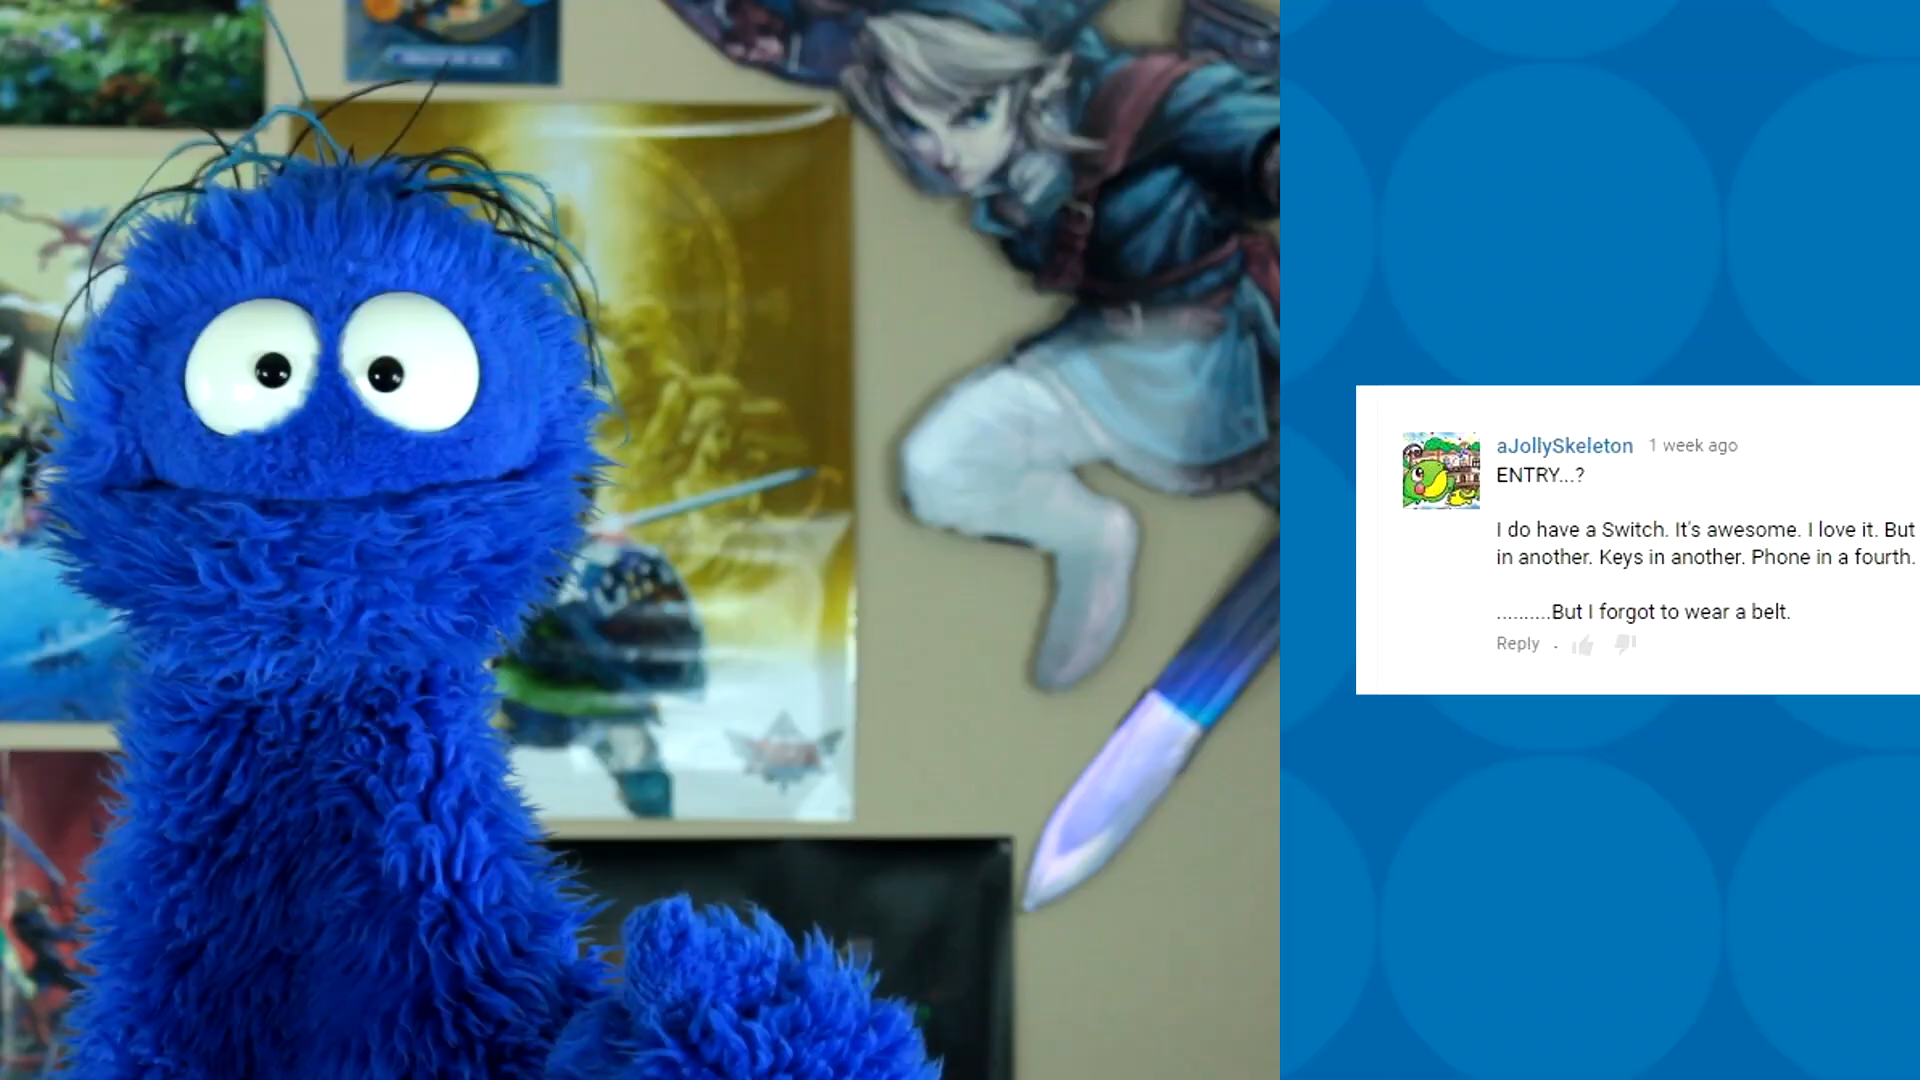 aJollySkeleton 1 week ago
ENTRY...?
I do have a Switch. It's awesome. I love it. But
in another. Keys in another. Phone in a fourth.
..........But I forgot to wear a belt.
Reply .